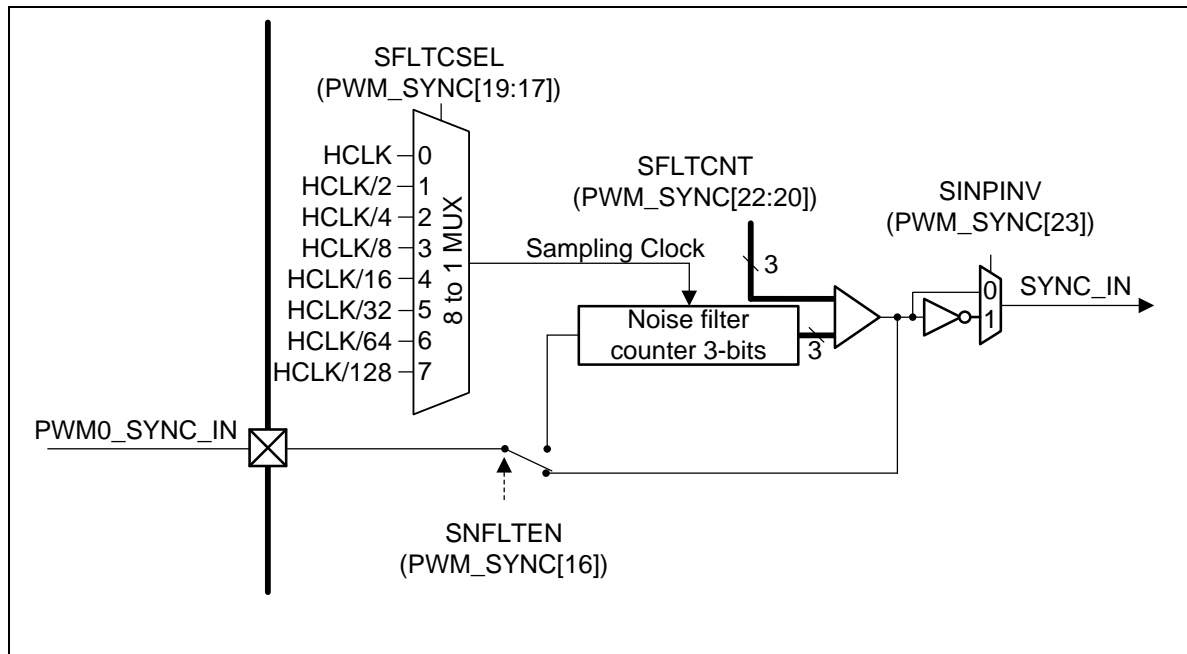 SFLTCSEL
(PWM_SYNC[19:17])
HCLK 0
HCLK/2 1
HCLK/4 2
HCLK/8 3
HCLK/16 4
HCLK/32 5
HCLK/64 6
HCLK/128 7
8 to 1 MUX
Sampling Clock
SFLTCNT
(PWM_SYNC[22:20])
3
Noise filter
counter 3-bits
3
SINPINV
(PWM_SYNC[23])
0
1
SYNC_IN
PWM0_SYNC_IN
SNFLTEN
(PWM_SYNC[16])